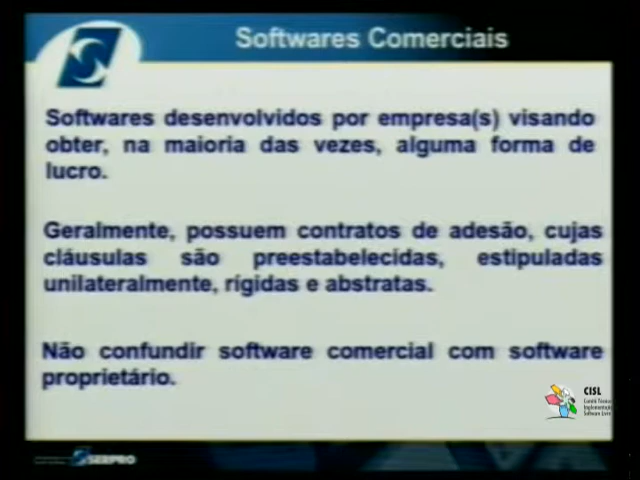 Softwares Comerciais
Softwares desenvolvidos por empresa(s) visando
obter, na maioria das vezes, alguma forma de
lucro.
Geralmente, possuem contratos de adesão, cujas
cláusulas são preestabelecidas, estipuladas
unilateralmente, rígidas e abstratas.
Não confundir software comercial com software
proprietário.
CISL
Software Livre
SERPRO